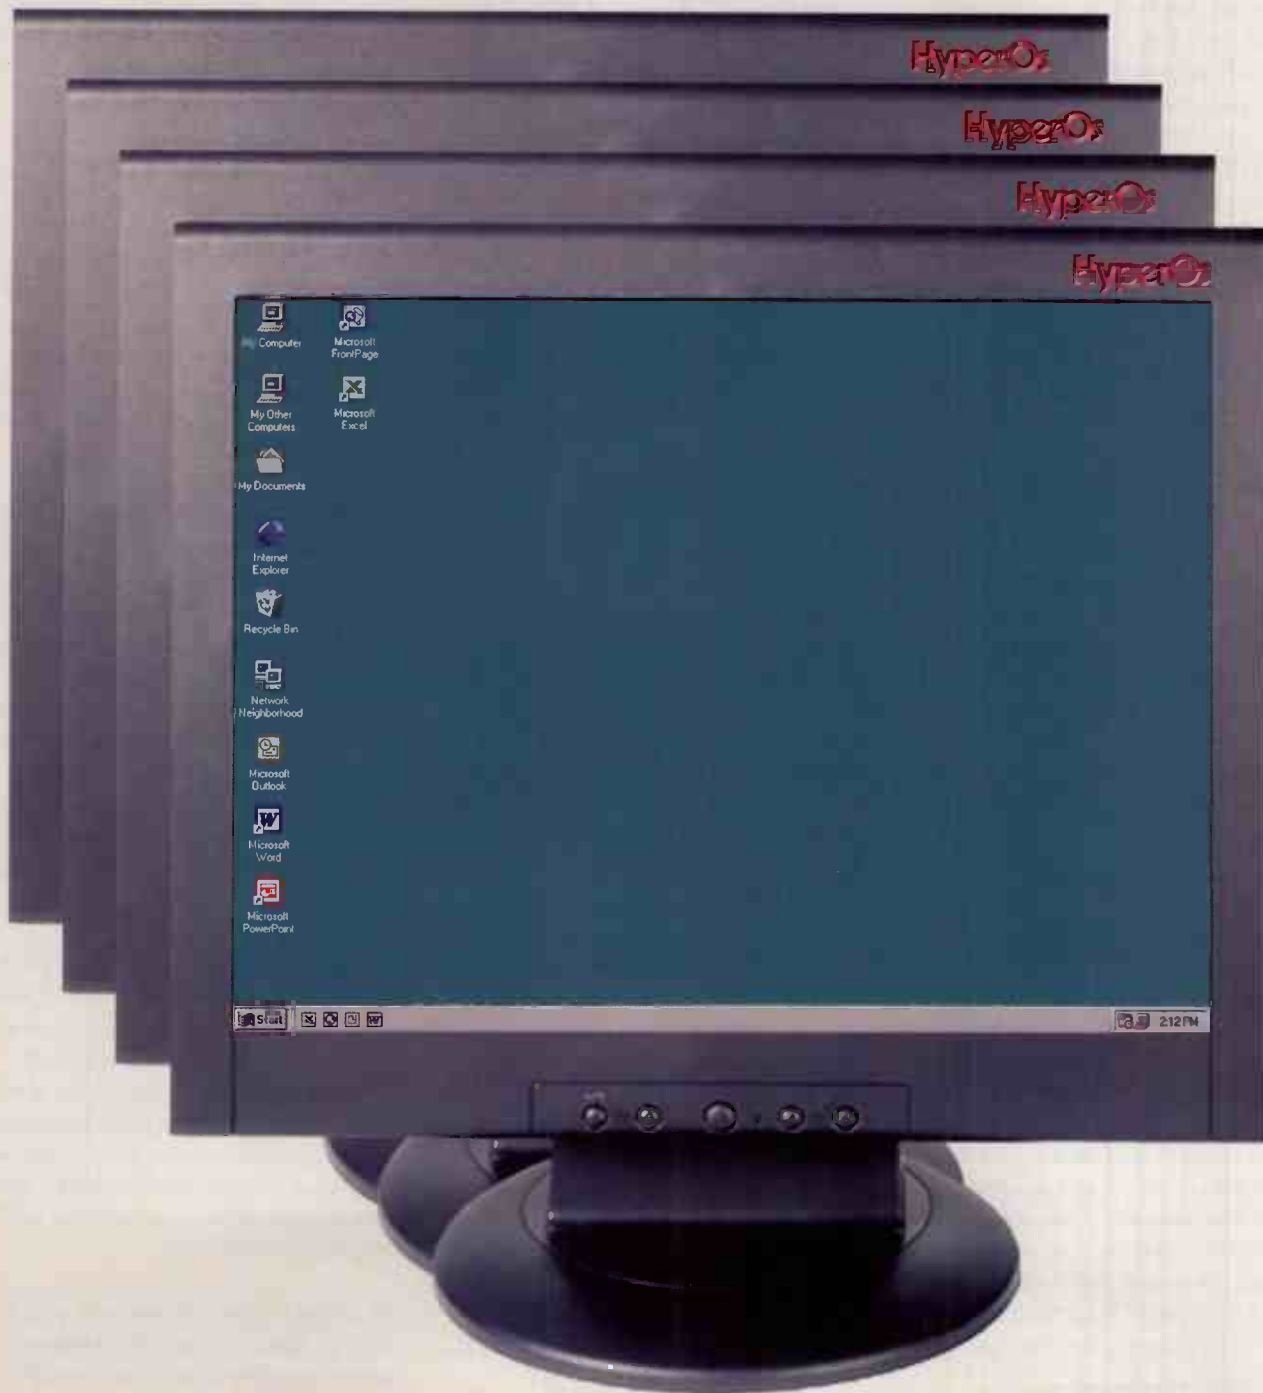 HyperOs
HyperOs
HyperOs
HyperOs
My Computer
Microsoft
FrontPage
My Other
Computers
Microsoft
Excel
My Documents
Internet
Explorer
Recycle Bin
Network
Neighborhood
Microsoft
Outlook
Microsoft
Word
Microsoft
PowerPoint
Start
2:12 PM